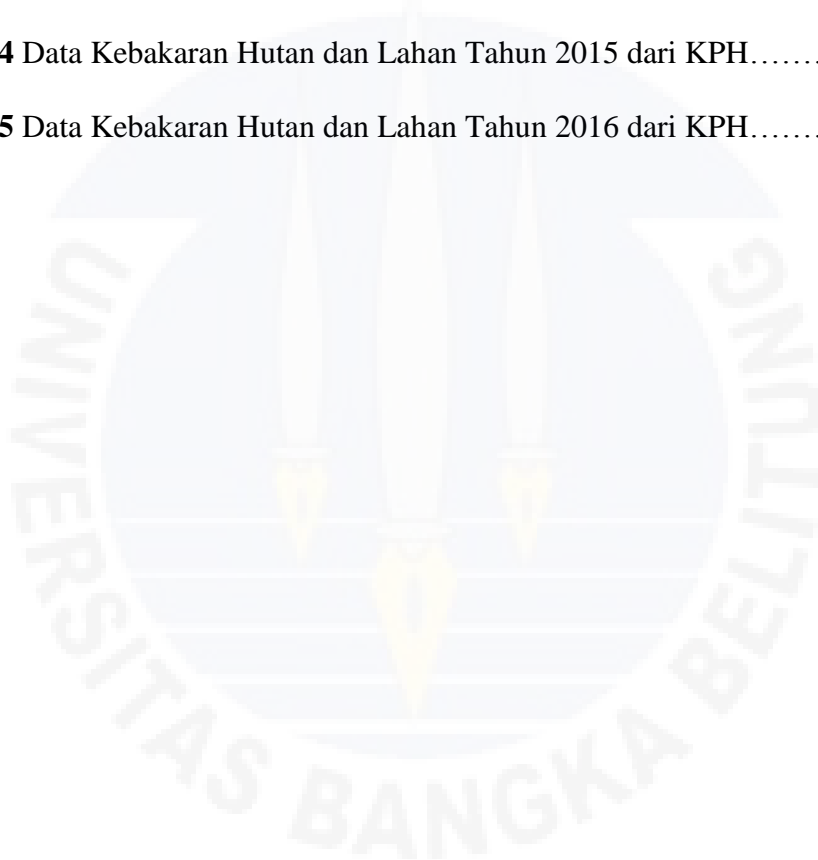 4 Data Kebakaran Hutan dan Lahan Tahun 2015 dari KPH…….
5 Data Kebakaran Hutan dan Lahan Tahun 2016 dari KPH…….
UNIVERSITAS BANGKA BELITUNG